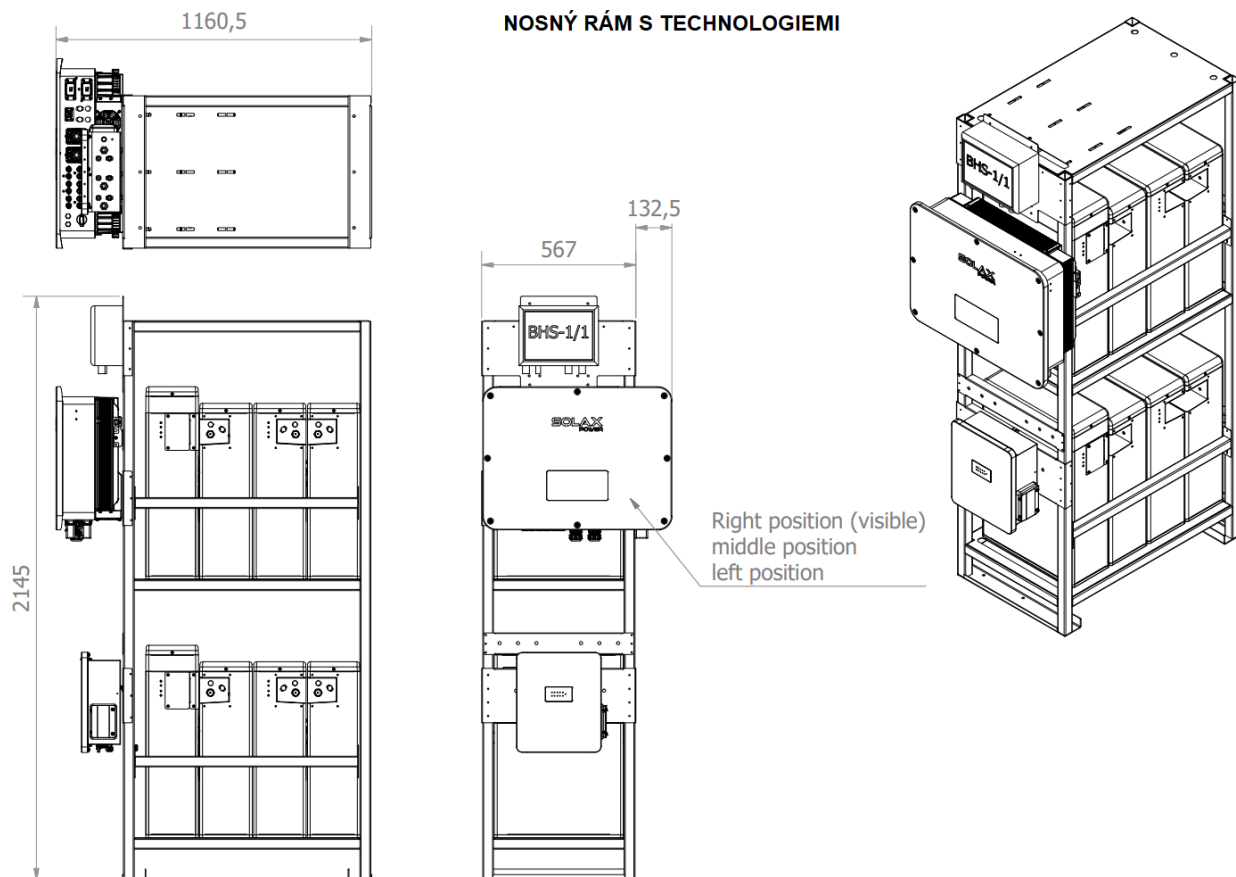 1160,5
NOSNÝ RÁM S TECHNOLOGIEMI
BHS-1/1
SOLAX
POWER
132,5
567
BHS-1/1
SOLAX
POWER
Right position (visible)
middle position
left position
2145